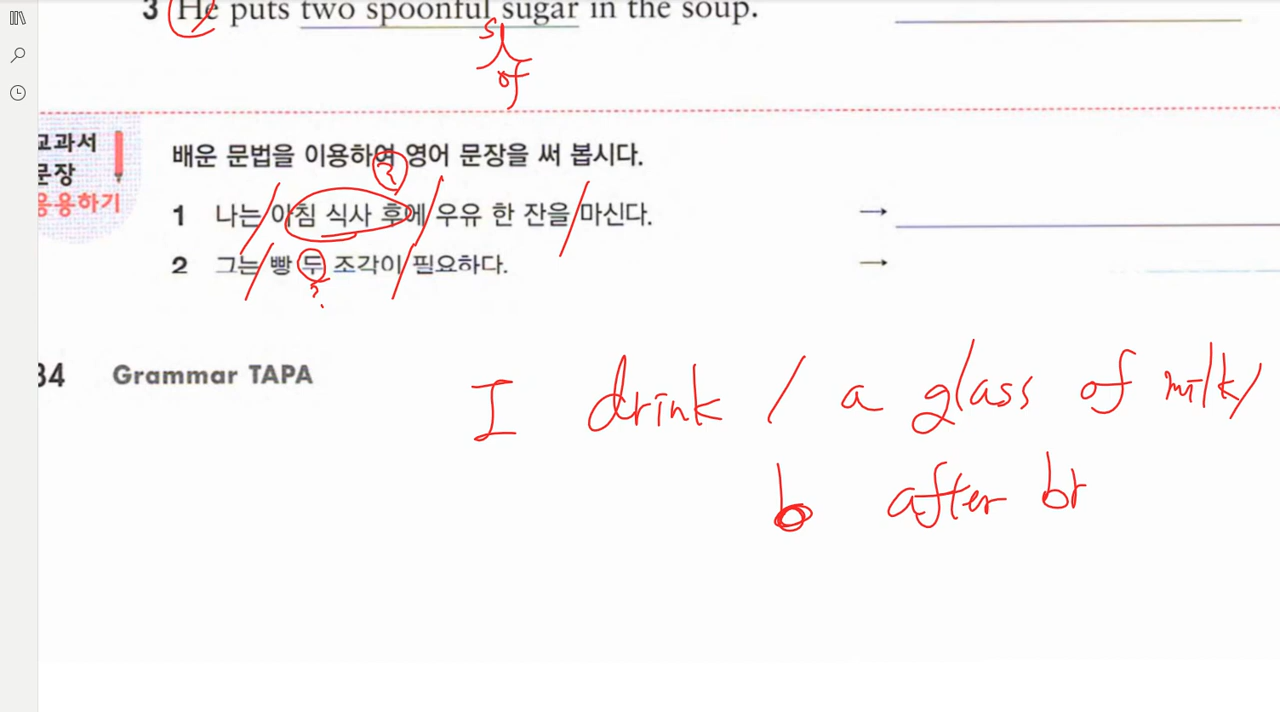 3 He puts two spoonful sugar in the soup.
s
of
교과서
문장
응용하기
배운 문법을 이용하여 영어 문장을 써 봅시다.
?
1 나는/아침 식사 후에/우유 한 잔을/마신다. →
2 그는/빵 두 조각이/필요하다. →
?
34 Grammar TAPA
I drink / a glass of milk/
b after br